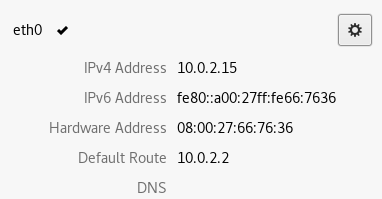 eth0
IPv4 Address 10.0.2.15
IPv6 Address fe80::a00:27ff:fe66:7636
Hardware Address 08:00:27:66:76:36
Default Route 10.0.2.2
DNS